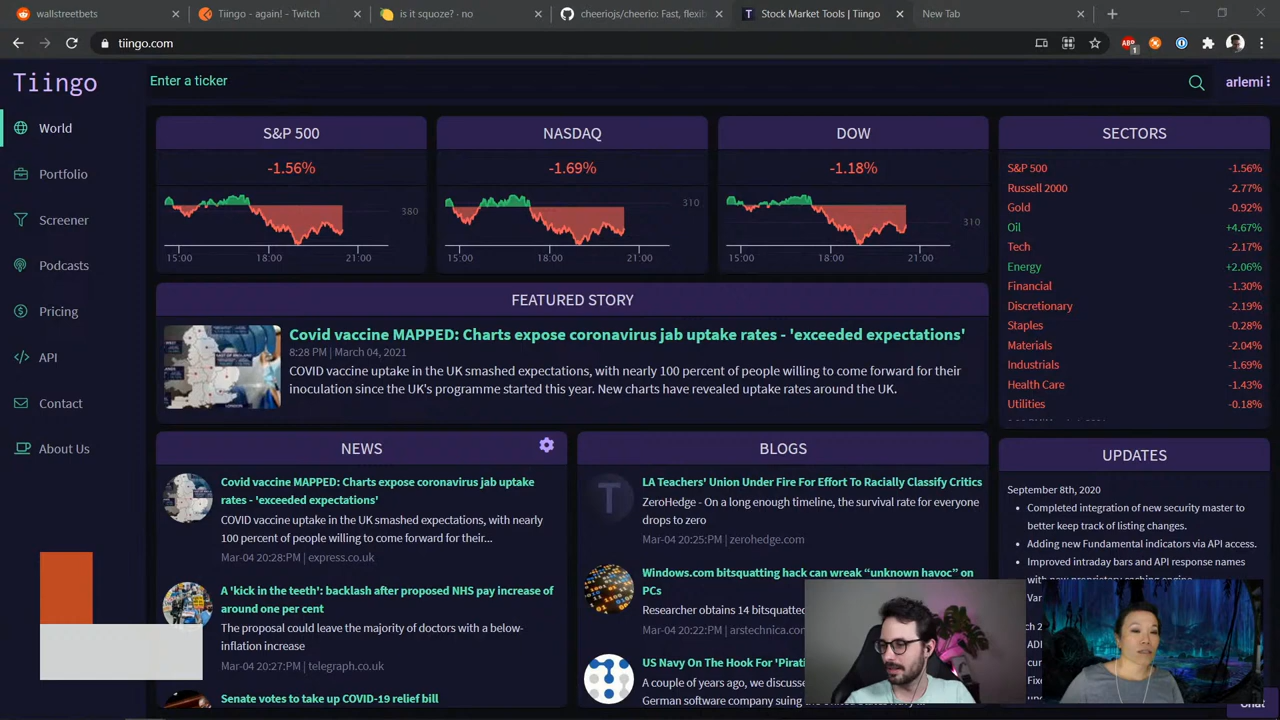 wallstreetbets
Tiingo - again! - Twitch
is it squoze? - no
cheeriojs/cheerio: Fast, flexib
Stock Market Tools | Tiingo
New Tab
tiingo.com
ABP
1
Tiingo
Enter a ticker
arlemi
World
Portfolio
Screener
Podcasts
Pricing
API
Contact
About Us
S&P 500
-1.56%
380
15:00 18:00 21:00
NASDAQ
-1.69%
310
15:00 18:00 21:00
DOW
-1.18%
310
15:00 18:00 21:00
SECTORS
S&P 500 -1.56%
Russell 2000 -2.77%
Gold -0.92%
Oil +4.67%
Tech -2.17%
Energy +2.06%
Financial -1.30%
Discretionary -2.19%
Staples -0.28%
Materials -2.04%
Industrials -1.69%
Health Care -1.43%
Utilities -0.18%
FEATURED STORY
Covid vaccine MAPPED: Charts expose coronavirus jab uptake rates - 'exceeded expectations'
8:28 PM | March 04, 2021
COVID vaccine uptake in the UK smashed expectations, with nearly 100 percent of people willing to come forward for their
inoculation since the UK's programme started this year. New charts have revealed uptake rates around the UK.
NEWS
Covid vaccine MAPPED: Charts expose coronavirus jab uptake
rates - 'exceeded expectations'
COVID vaccine uptake in the UK smashed expectations, with nearly
100 percent of people willing to come forward for their...
Mar-04 20:28:PM | express.co.uk
A 'kick in the teeth': backlash after proposed NHS pay increase of
around one per cent
The proposal could leave the majority of doctors with a below-
inflation increase
Mar-04 20:27:PM | telegraph.co.uk
Senate votes to take up COVID-19 relief bill
BLOGS
T
LA Teachers' Union Under Fire For Effort To Racially Classify Critics
ZeroHedge - On a long enough timeline, the survival rate for everyone
drops to zero
Mar-04 20:25:PM | zerohedge.com
Windows.com bitsquatting hack can wreak “unknown havoc” on
PCs
Researcher obtains 14 bitsquatted
Mar-04 20:22:PM | arstechnica.com
US Navy On The Hook For 'Pirati
A couple of years ago, we discusse
German software company suing the United States Navy
UPDATES
September 8th, 2020
Completed integration of new security master to
better keep track of listing changes.
Adding new Fundamental indicators via API access.
Improved intraday bars and API response names
with new proprietary caching engine
Chat